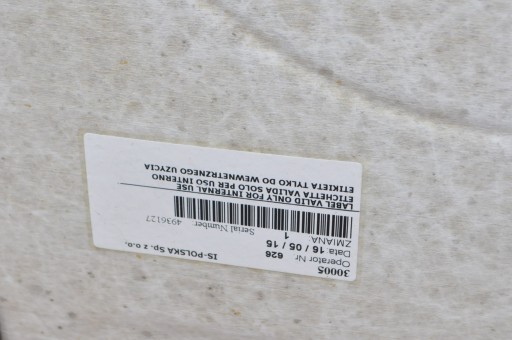 30005
Operator Nr 626 IS-POLSKA Sp. z o.o.
Data: 16 / 05 / 15
ZMIANA 1
Serial Number: 4936127
LABEL VALID ONLY FOR INTERNAL USE
ETICHETTA VALIDA SOLO PER USO INTERNO
ETYKIETA TYLKO DO WEWNETRZNEGO UZYCIA